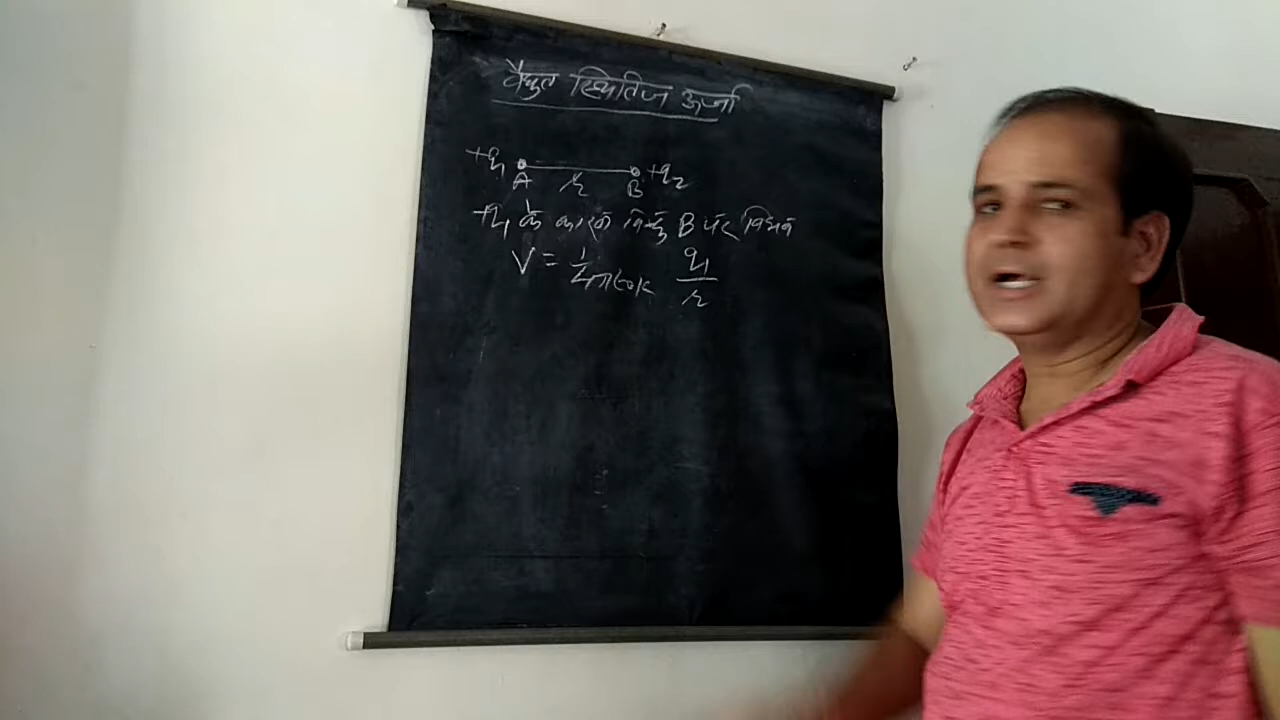 वैद्युत स्थितिज ऊर्जा
+q₁ A r B +q₂
+q₁ के कारण बिन्दु B पर विभव
V = 1/4πε₀k q₁/r